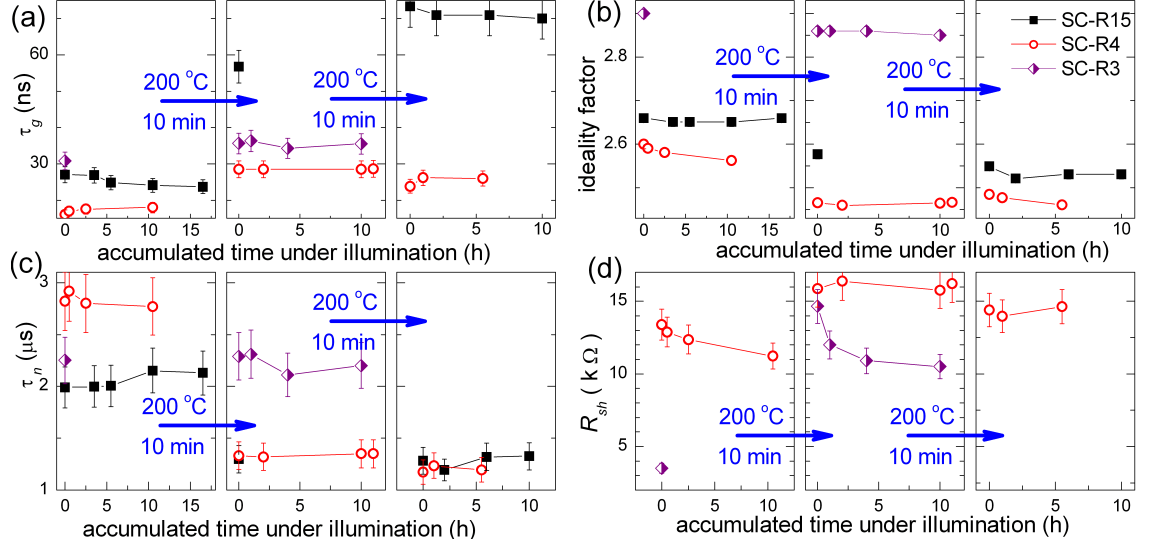 (a)
τg (ns)
60
30
200 °C
10 min
200 °C
10 min
0 5 10 15 0 5 10 0 5 10
accumulated time under illumination (h)
(b)
ideality factor
2.8
2.6
200 °C
10 min
200 °C
10 min
SC-R15
SC-R4
SC-R3
0 5 10 15 0 5 10 0 5 10
accumulated time under illumination (h)
(c)
τn (μs)
3
2
1
200 °C
10 min
200 °C
10 min
0 5 10 15 0 5 10 0 5 10
accumulated time under illumination (h)
(d)
Rsh ( k Ω )
15
10
5
200 °C
10 min
200 °C
10 min
0 5 10 0 5 10 0 5 10
accumulated time under illumination (h)